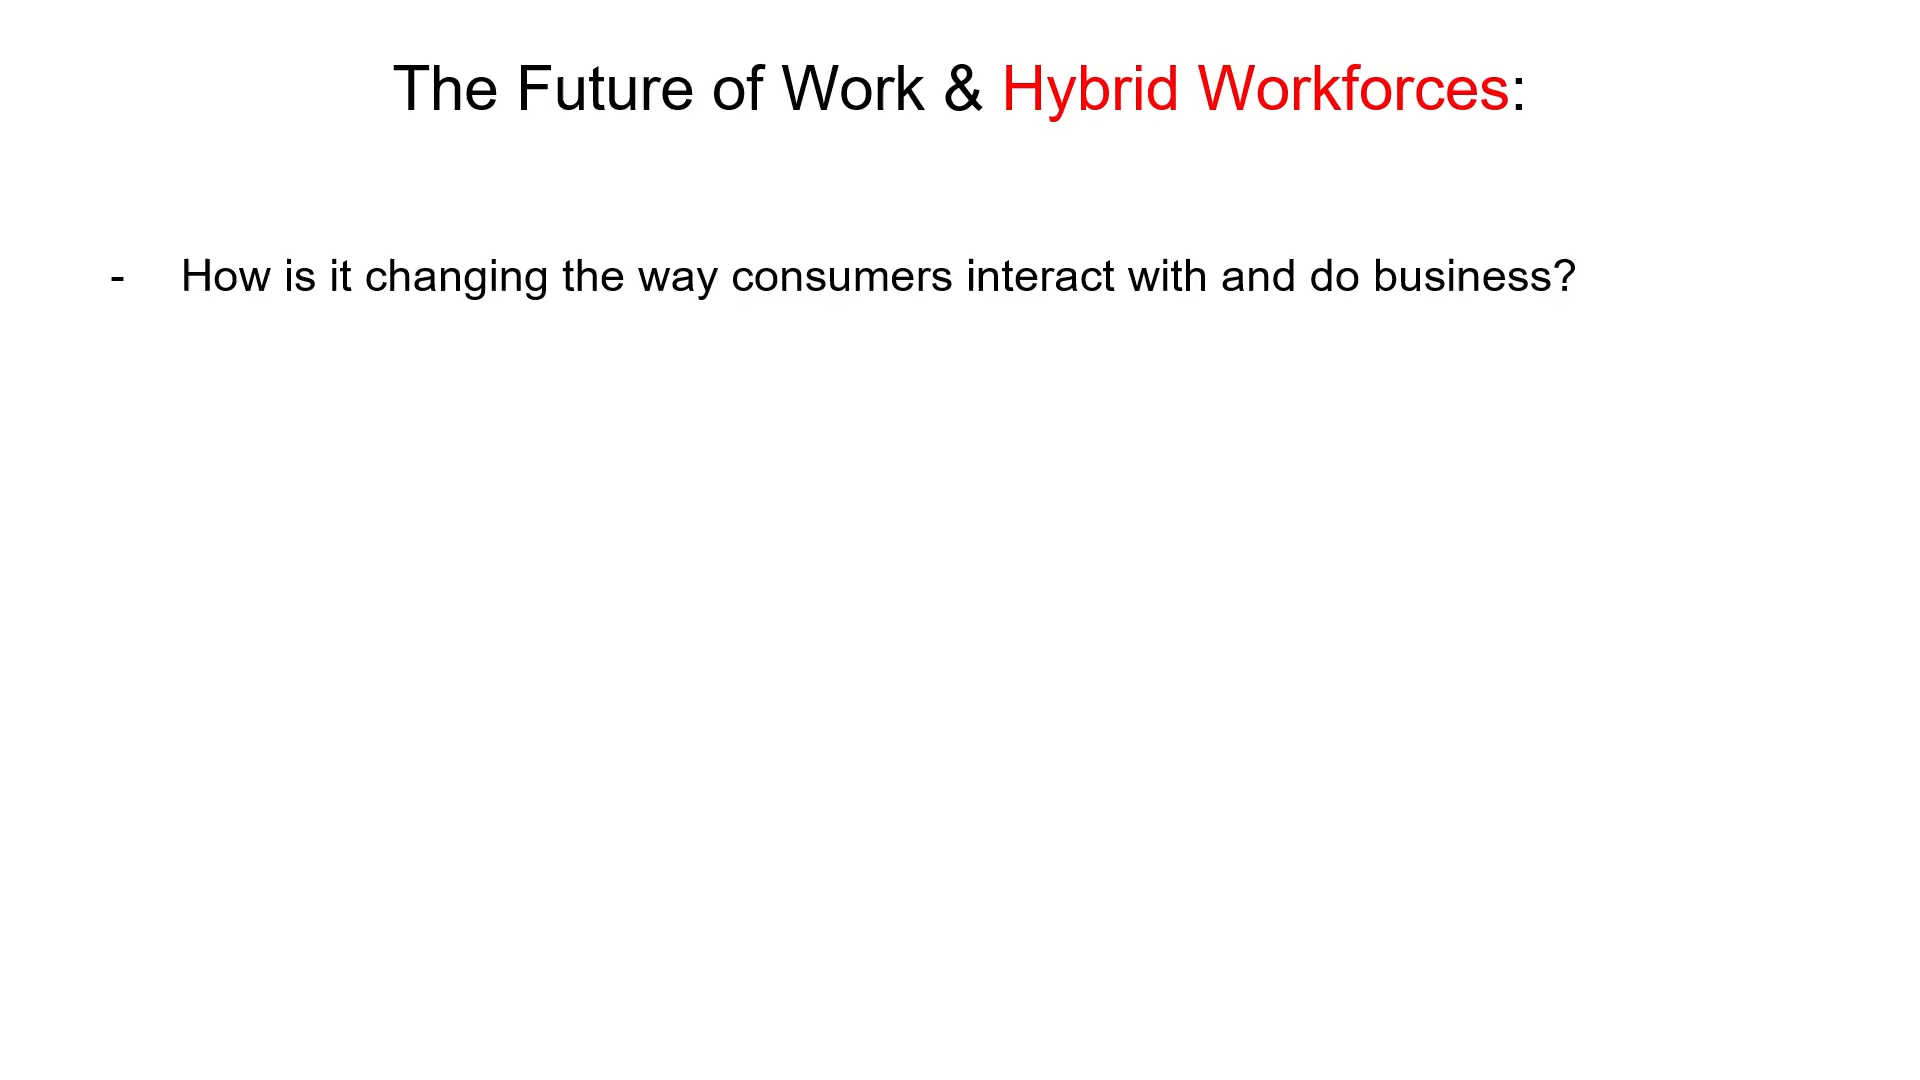 The Future of Work & Hybrid Workforces:
- How is it changing the way consumers interact with and do business?